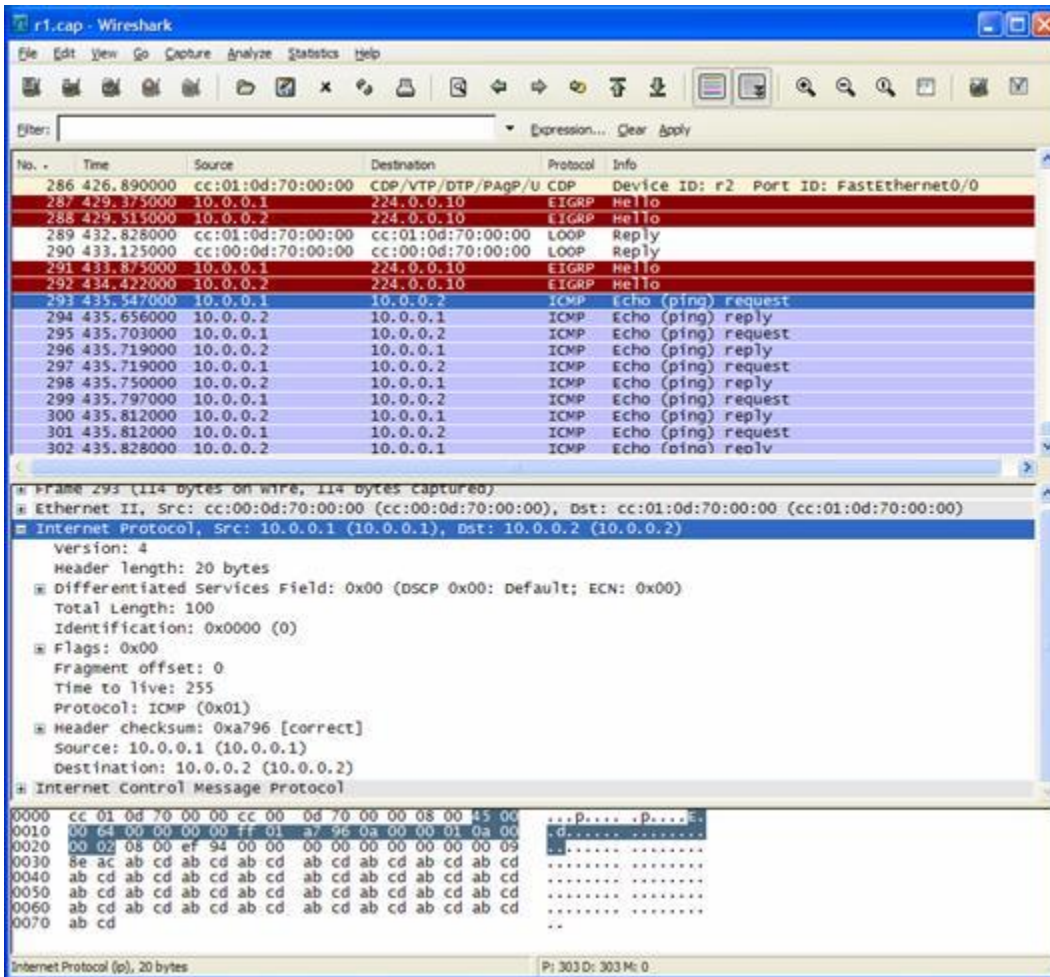 r1.cap - Wireshark
File Edit View Go Capture Analyze Statistics Help
Filter: Expression... Clear Apply
No. - Time Source Destination Protocol Info
286 426.890000 cc:01:0d:70:00:00 CDP/VTP/DTP/PAgP/U CDP Device ID: r2 Port ID: FastEthernet0/0
287 429.375000 10.0.0.1 224.0.0.10 EIGRP Hello
288 429.515000 10.0.0.2 224.0.0.10 EIGRP Hello
289 432.828000 cc:01:0d:70:00:00 cc:01:0d:70:00:00 LOOP Reply
290 433.125000 cc:00:0d:70:00:00 cc:00:0d:70:00:00 LOOP Reply
291 433.875000 10.0.0.1 224.0.0.10 EIGRP Hello
292 434.422000 10.0.0.2 224.0.0.10 EIGRP Hello
293 435.547000 10.0.0.1 10.0.0.2 ICMP Echo (ping) request
294 435.656000 10.0.0.2 10.0.0.1 ICMP Echo (ping) reply
295 435.703000 10.0.0.1 10.0.0.2 ICMP Echo (ping) request
296 435.719000 10.0.0.2 10.0.0.1 ICMP Echo (ping) reply
297 435.719000 10.0.0.1 10.0.0.2 ICMP Echo (ping) request
298 435.750000 10.0.0.2 10.0.0.1 ICMP Echo (ping) reply
299 435.797000 10.0.0.1 10.0.0.2 ICMP Echo (ping) request
300 435.812000 10.0.0.2 10.0.0.1 ICMP Echo (ping) reply
301 435.812000 10.0.0.1 10.0.0.2 ICMP Echo (ping) request
302 435.828000 10.0.0.2 10.0.0.1 ICMP Echo (ping) reply
Frame 293 (114 bytes on wire, 114 bytes captured)
Ethernet II, Src: cc:00:0d:70:00:00 (cc:00:0d:70:00:00), Dst: cc:01:0d:70:00:00 (cc:01:0d:70:00:00)
Internet Protocol, Src: 10.0.0.1 (10.0.0.1), Dst: 10.0.0.2 (10.0.0.2)
Version: 4
Header length: 20 bytes
Differentiated Services Field: 0x00 (DSCP 0x00: Default; ECN: 0x00)
Total Length: 100
Identification: 0x0000 (0)
Flags: 0x00
Fragment offset: 0
Time to live: 255
Protocol: ICMP (0x01)
Header checksum: 0xa796 [correct]
Source: 10.0.0.1 (10.0.0.1)
Destination: 10.0.0.2 (10.0.0.2)
Internet Control Message Protocol
0000 cc 01 0d 70 00 00 cc 00 0d 70 00 00 08 00 45 00 ...p.... .p....E.
0010 00 64 00 00 00 00 ff 01 a7 96 0a 00 00 01 0a 00 .d...... ........
0020 00 02 08 00 ef 94 00 00 00 00 00 00 00 00 00 09 ........ ........
0030 8e ac ab cd ab cd ab cd ab cd ab cd ab cd ab cd ........ ........
0040 ab cd ab cd ab cd ab cd ab cd ab cd ab cd ab cd ........ ........
0050 ab cd ab cd ab cd ab cd ab cd ab cd ab cd ab cd ........ ........
0060 ab cd ab cd ab cd ab cd ab cd ab cd ab cd ab cd ........ ........
0070 ab cd ..
Internet Protocol (ip), 20 bytes P: 303 D: 303 M: 0